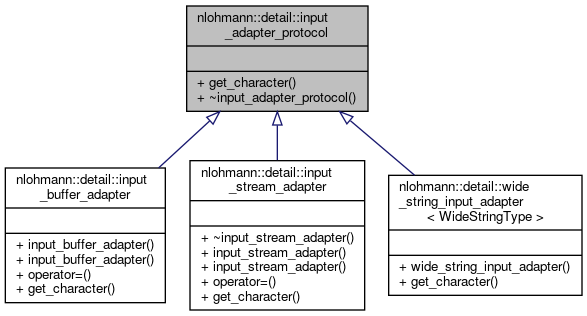 nlohmann::detail::input
_adapter_protocol
+ get_character()
+ ~input_adapter_protocol()
nlohmann::detail::input
_buffer_adapter
+ input_buffer_adapter()
+ input_buffer_adapter()
+ operator=()
+ get_character()
nlohmann::detail::input
_stream_adapter
+ ~input_stream_adapter()
+ input_stream_adapter()
+ input_stream_adapter()
+ operator=()
+ get_character()
nlohmann::detail::wide
_string_input_adapter
< WideStringType >
+ wide_string_input_adapter()
+ get_character()